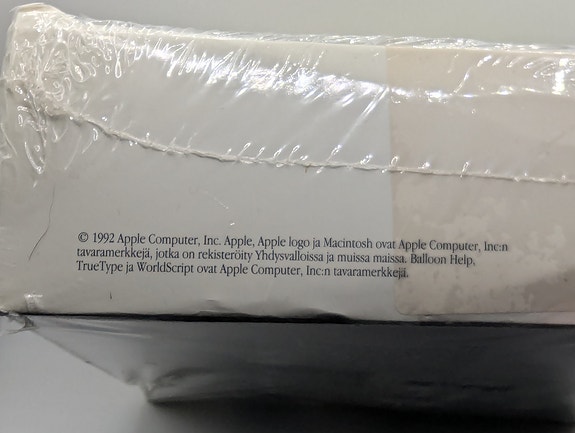 © 1992 Apple Computer, Inc. Apple, Apple logo ja Macintosh ovat Apple Computer, Inc:n
tavaramerkkejä, jotka on rekisteröity Yhdysvalloissa ja muissa maissa. Balloon Help,
TrueType ja WorldScript ovat Apple Computer, Inc:n tavaramerkkejä.